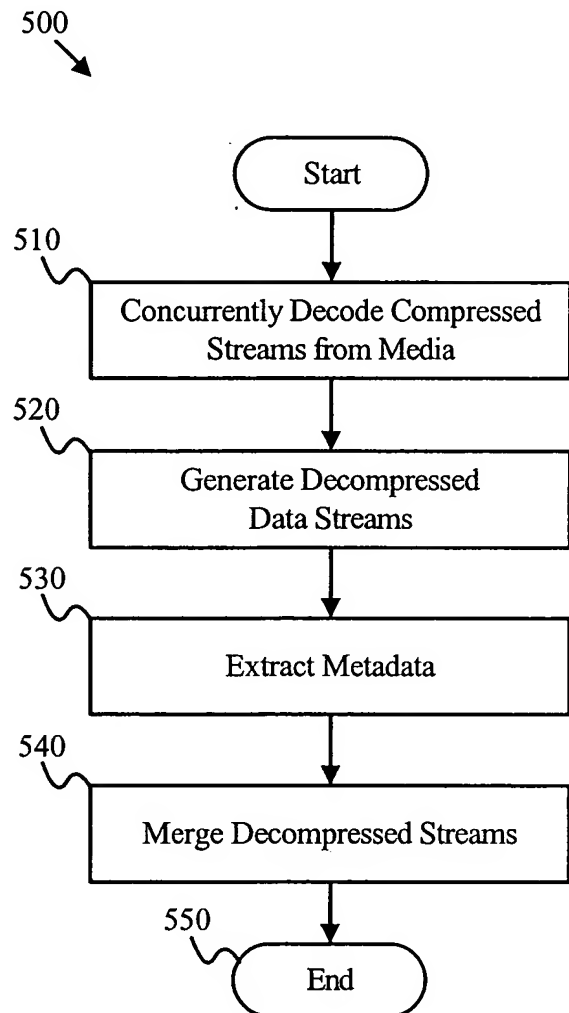 500
Start
510
Concurrently Decode Compressed
Streams from Media
520
Generate Decompressed
Data Streams
530
Extract Metadata
540
Merge Decompressed Streams
550
End